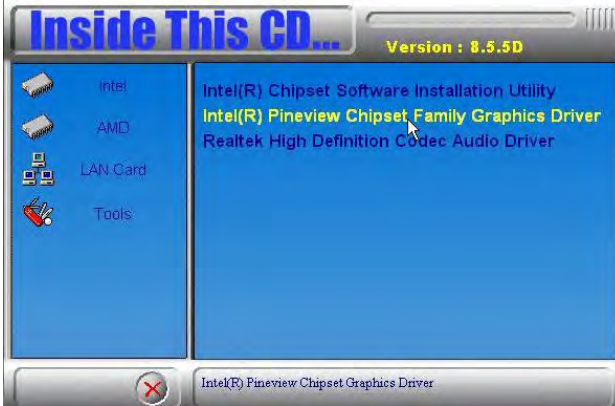 Inside This CD...
Version : 8.5.5D
Intel
AMD
LAN Card
Tools
Intel(R) Chipset Software Installation Utility
Intel(R) Pineview Chipset Family Graphics Driver
Realtek High Definition Codec Audio Driver
Intel(R) Pineview Chipset Graphics Driver